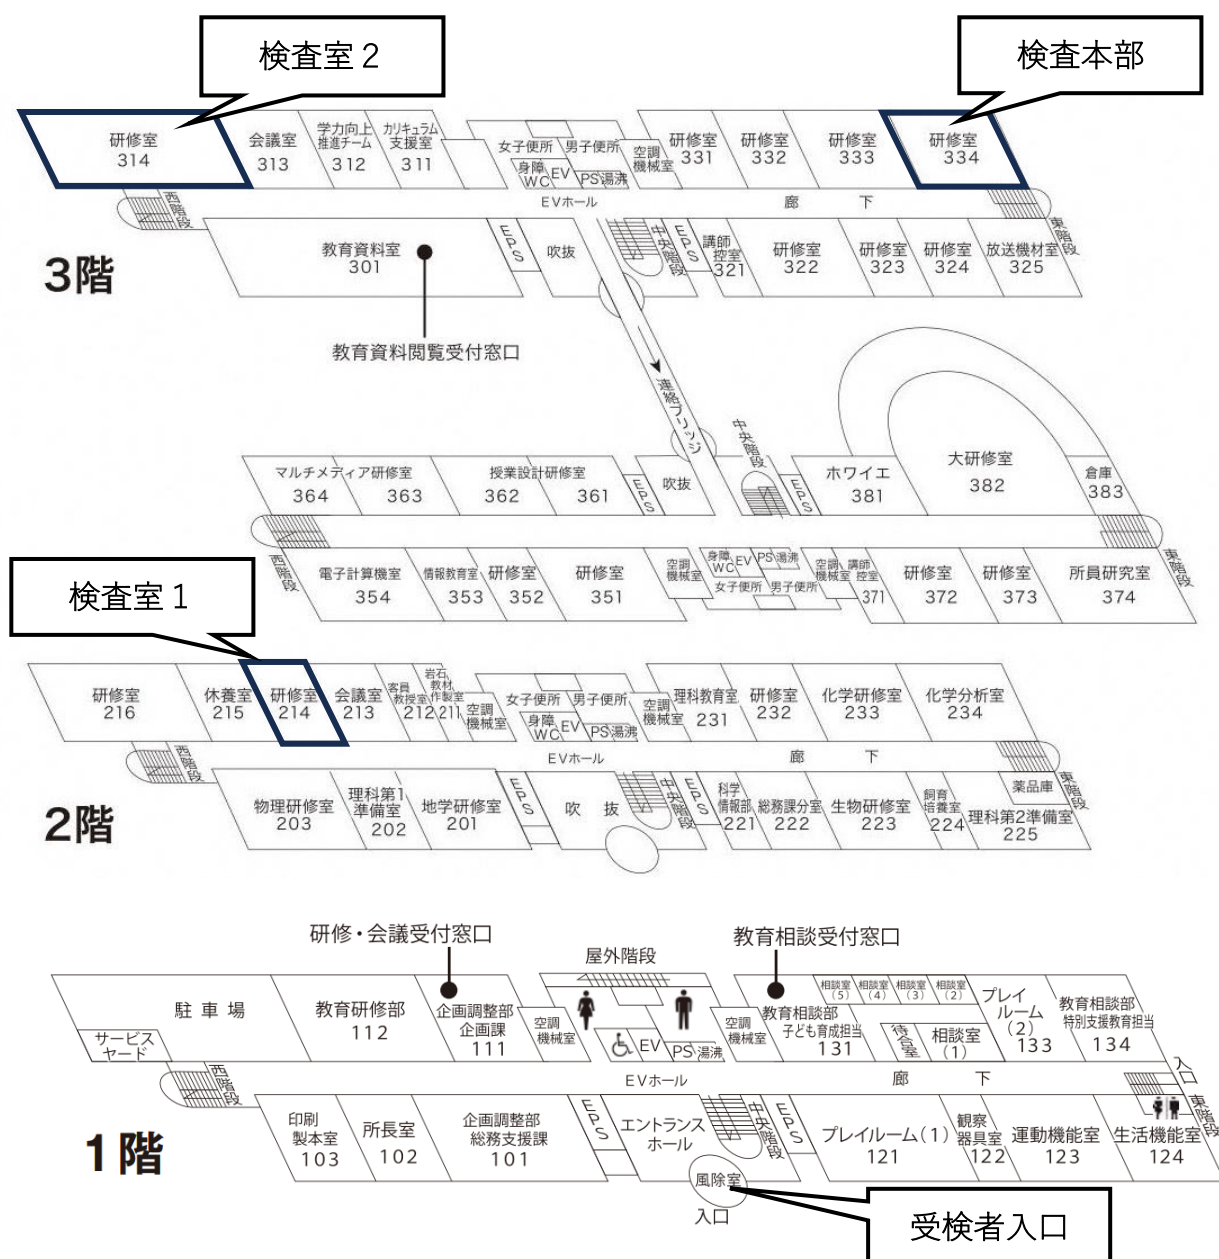 検査室２
検査本部
研修室
314
会議室
313
学力向上
推進チーム
312
カリキュラム
支援室
311
女子便所
男子便所
身障
WC
EV
PS
湯沸
空調
機械室
研修室
331
研修室
332
研修室
333
研修室
334
西階段
EVホール
廊下
東階段
3階
教育資料室
301
EPS
吹抜
中央階段
EPS
講師
控室
321
研修室
322
研修室
323
研修室
324
放送機材室
325
教育資料閲覧受付窓口
連絡ブリッジ
中央階段
マルチメディア研修室
364
363
授業設計研修室
362
361
EPS
吹抜
EPS
ホワイエ
381
大研修室
382
倉庫
383
西階段
東階段
電子計算機室
354
情報教育室
353
研修室
352
研修室
351
空調
機械室
身障
WC
EV
PS
湯沸
女子便所
男子便所
空調
機械室
講師
控室
371
研修室
372
研修室
373
所員研究室
374
検査室１
研修室
216
休養室
215
研修室
214
会議室
213
客員
教授室
212
岩石
教材
作製室
211
空調
機械室
女子便所
男子便所
身障
WC
EV
PS
湯沸
空調
機械室
理科教育室
231
研修室
232
化学研修室
233
化学分析室
234
西階段
EVホール
廊下
東階段
2階
物理研修室
203
理科第1
準備室
202
地学研修室
201
EPS
吹抜
中央階段
EPS
科学
情報部
221
総務課分室
222
生物研修室
223
飼育
培養室
224
薬品庫
理科第2準備室
225
研修・会議受付窓口
屋外階段
教育相談受付窓口
駐車場
サービス
ヤード
教育研修部
112
企画調整部
企画課
111
空調
機械室
EV
PS
湯沸
空調
機械室
教育相談部
子ども育成担当
131
相談室
（5）
相談室
（4）
相談室
（3）
相談室
（2）
待合室
相談室
（1）
プレイ
ルーム
（2）
133
教育相談部
特別支援教育担当
134
西階段
EVホール
廊下
入口
東階段
1階
印刷
製本室
103
所長室
102
企画調整部
総務支援課
101
EPS
エントランス
ホール
中央階段
EPS
プレイルーム（1）
121
観察
器具室
122
運動機能室
123
生活機能室
124
風除室
入口
受検者入口